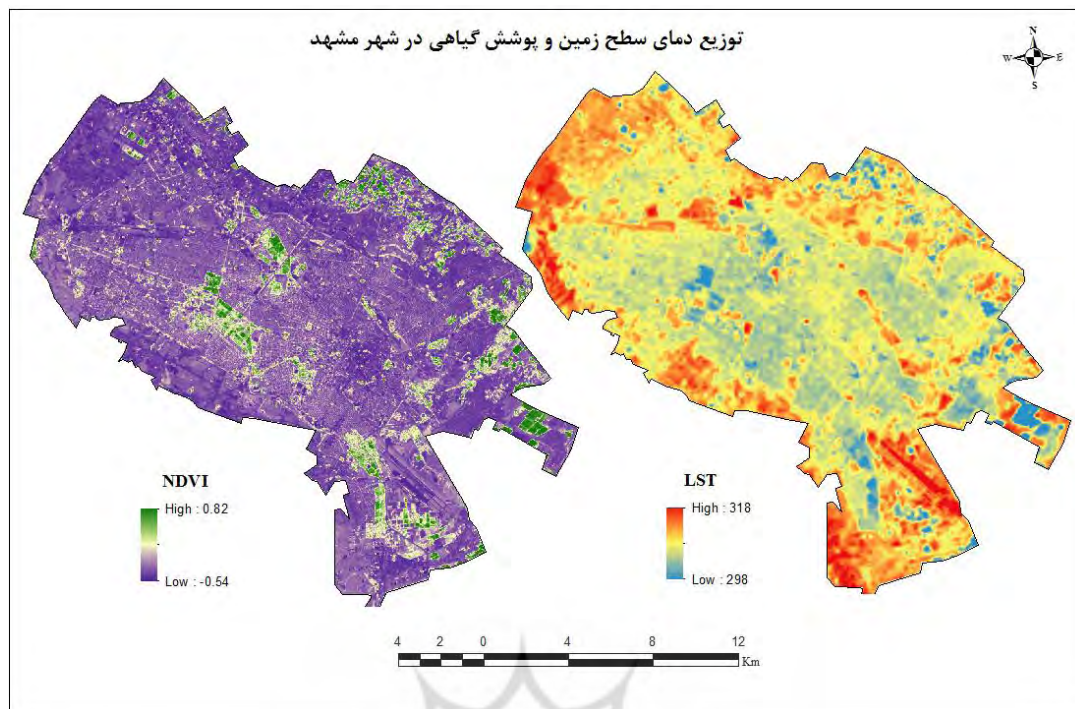 توزیع دمای سطح زمین و پوشش گیاهی در شهر مشهد
N
W E
S
NDVI
High : 0.82
Low : -0.54
LST
High : 318
Low : 298
4 2 0 4 8 12
Km